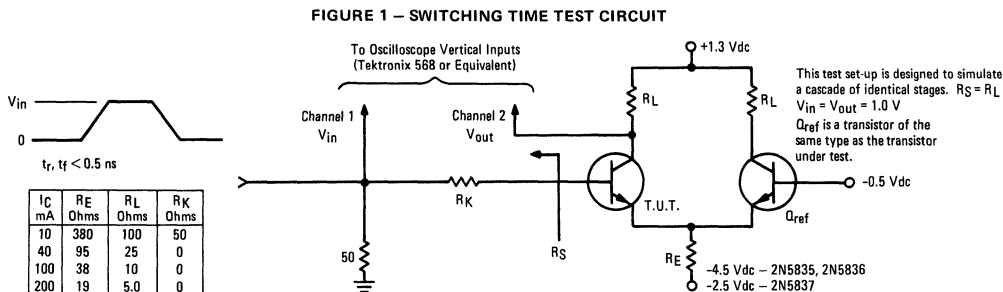 FIGURE 1 – SWITCHING TIME TEST CIRCUIT
+1.3 Vdc
To Oscilloscope Vertical Inputs
(Tektronix 568 or Equivalent)
This test set-up is designed to simulate
a cascade of identical stages. RS = RL
Vin = Vout = 1.0 V
Qref is a transistor of the
same type as the transistor
under test.
RL
RL
Vin
0
tr, tf < 0.5 ns
Channel 1
Vin
Channel 2
Vout
-0.5 Vdc
RK
T.U.T.
Qref
50
RS
RE
-4.5 Vdc – 2N5835, 2N5836
-2.5 Vdc – 2N5837
IC RE RL RK
mA Ohms Ohms Ohms
10 380 100 50
40 95 25 0
100 38 10 0
200 19 5.0 0